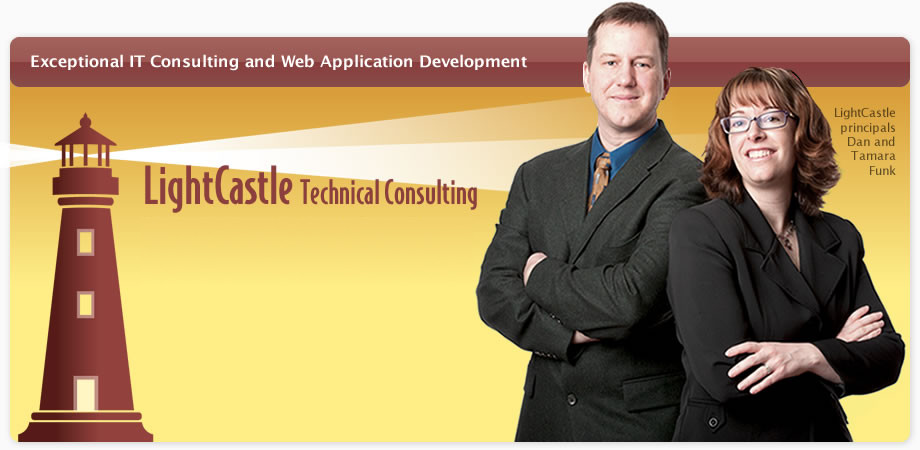 Exceptional IT Consulting and Web Application Development
LightCastle Technical Consulting
LightCastle
principals
Dan and
Tamara
Funk